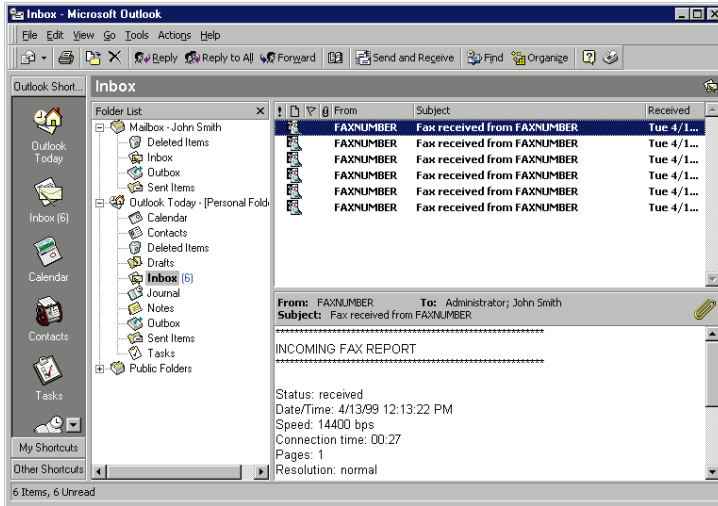 Inbox - Microsoft Outlook
File Edit View Go Tools Actions Help
Reply Reply to All Forward Send and Receive Find Organize
Outlook Short... Inbox
Outlook Today
Inbox (6)
Calendar
Contacts
Tasks
My Shortcuts
Other Shortcuts
Folder List
Mailbox - John Smith
Deleted Items
Inbox
Outbox
Sent Items
Outlook Today - [Personal Folde
Calendar
Contacts
Deleted Items
Drafts
Inbox (6)
Journal
Notes
Outbox
Sent Items
Tasks
Public Folders
! From Subject Received
FAXNUMBER Fax received from FAXNUMBER Tue 4/1...
FAXNUMBER Fax received from FAXNUMBER Tue 4/1...
FAXNUMBER Fax received from FAXNUMBER Tue 4/1...
FAXNUMBER Fax received from FAXNUMBER Tue 4/1...
FAXNUMBER Fax received from FAXNUMBER Tue 4/1...
FAXNUMBER Fax received from FAXNUMBER Tue 4/1...
From: FAXNUMBER To: Administrator; John Smith
Subject: Fax received from FAXNUMBER
******************************************************
INCOMING FAX REPORT
******************************************************
Status: received
Date/Time: 4/13/99 12:13:22 PM
Speed: 14400 bps
Connection time: 00:27
Pages: 1
Resolution: normal
6 Items, 6 Unread